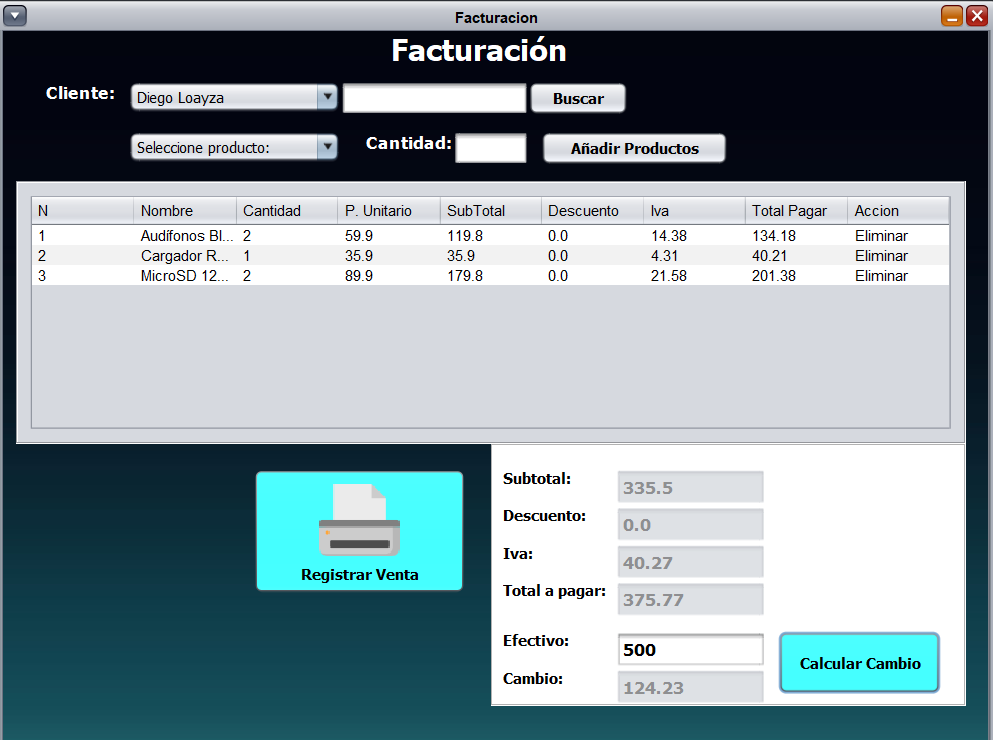 Facturacion
Facturación
Cliente: Diego Loayza Buscar
Seleccione producto: Cantidad: Añadir Productos
N Nombre Cantidad P. Unitario SubTotal Descuento Iva Total Pagar Accion
1 Audífonos Bl... 2 59.9 119.8 0.0 14.38 134.18 Eliminar
2 Cargador R... 1 35.9 35.9 0.0 4.31 40.21 Eliminar
3 MicroSD 12... 2 89.9 179.8 0.0 21.58 201.38 Eliminar
Subtotal: 335.5
Descuento: 0.0
Iva: 40.27
Total a pagar: 375.77
Registrar Venta
Efectivo: 500
Calcular Cambio
Cambio: 124.23